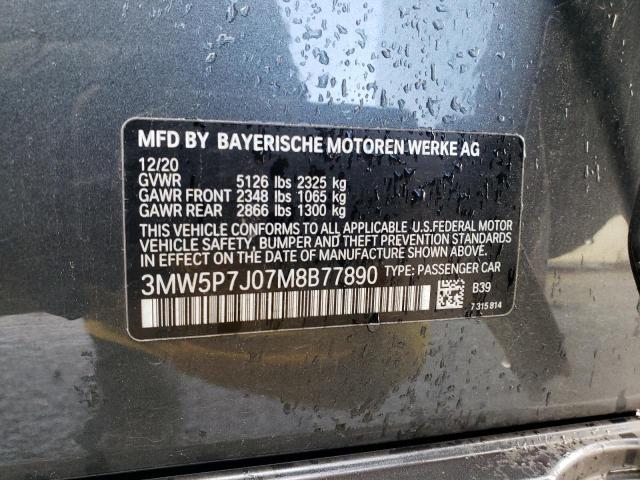 MFD BY BAYERISCHE MOTOREN WERKE AG
12/20
GVWR 5126 lbs 2325 kg
GAWR FRONT 2348 lbs 1065 kg
GAWR REAR 2866 lbs 1300 kg
THIS VEHICLE CONFORMS TO ALL APPLICABLE U.S.FEDERAL MOTOR
VEHICLE SAFETY, BUMPER AND THEFT PREVENTION STANDARDS
IN EFFECT ON THE DATE OF MANUFACTURE SHOWN ABOVE.
3MW5P7J07M8B77890 TYPE: PASSENGER CAR
B39
7 315 814